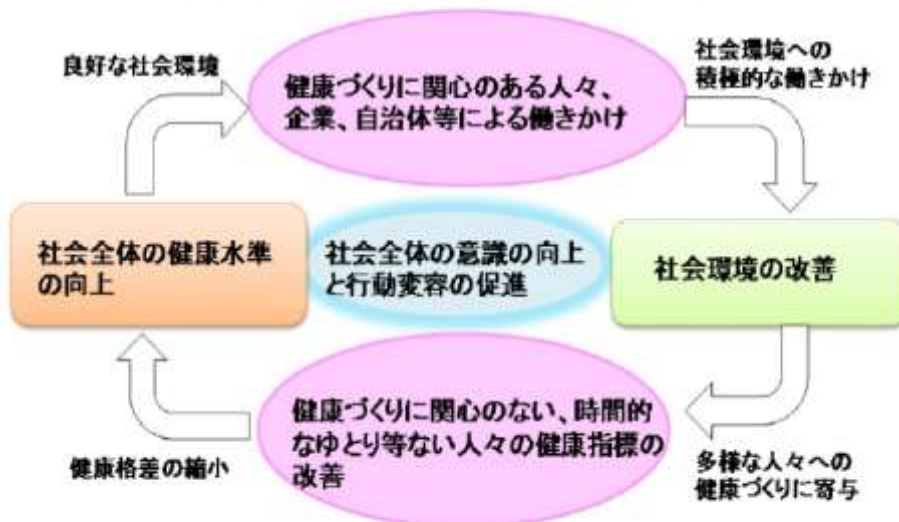 良好な社会環境
健康づくりに関心のある人々、
企業、自治体等による働きかけ
社会環境への
積極的な働きかけ
社会全体の健康水準
の向上
社会全体の意識の向上
と行動変容の促進
社会環境の改善
健康格差の縮小
健康づくりに関心のない、時間的
なゆとり等ない人々の健康指標の
改善
多様な人々への
健康づくりに寄与